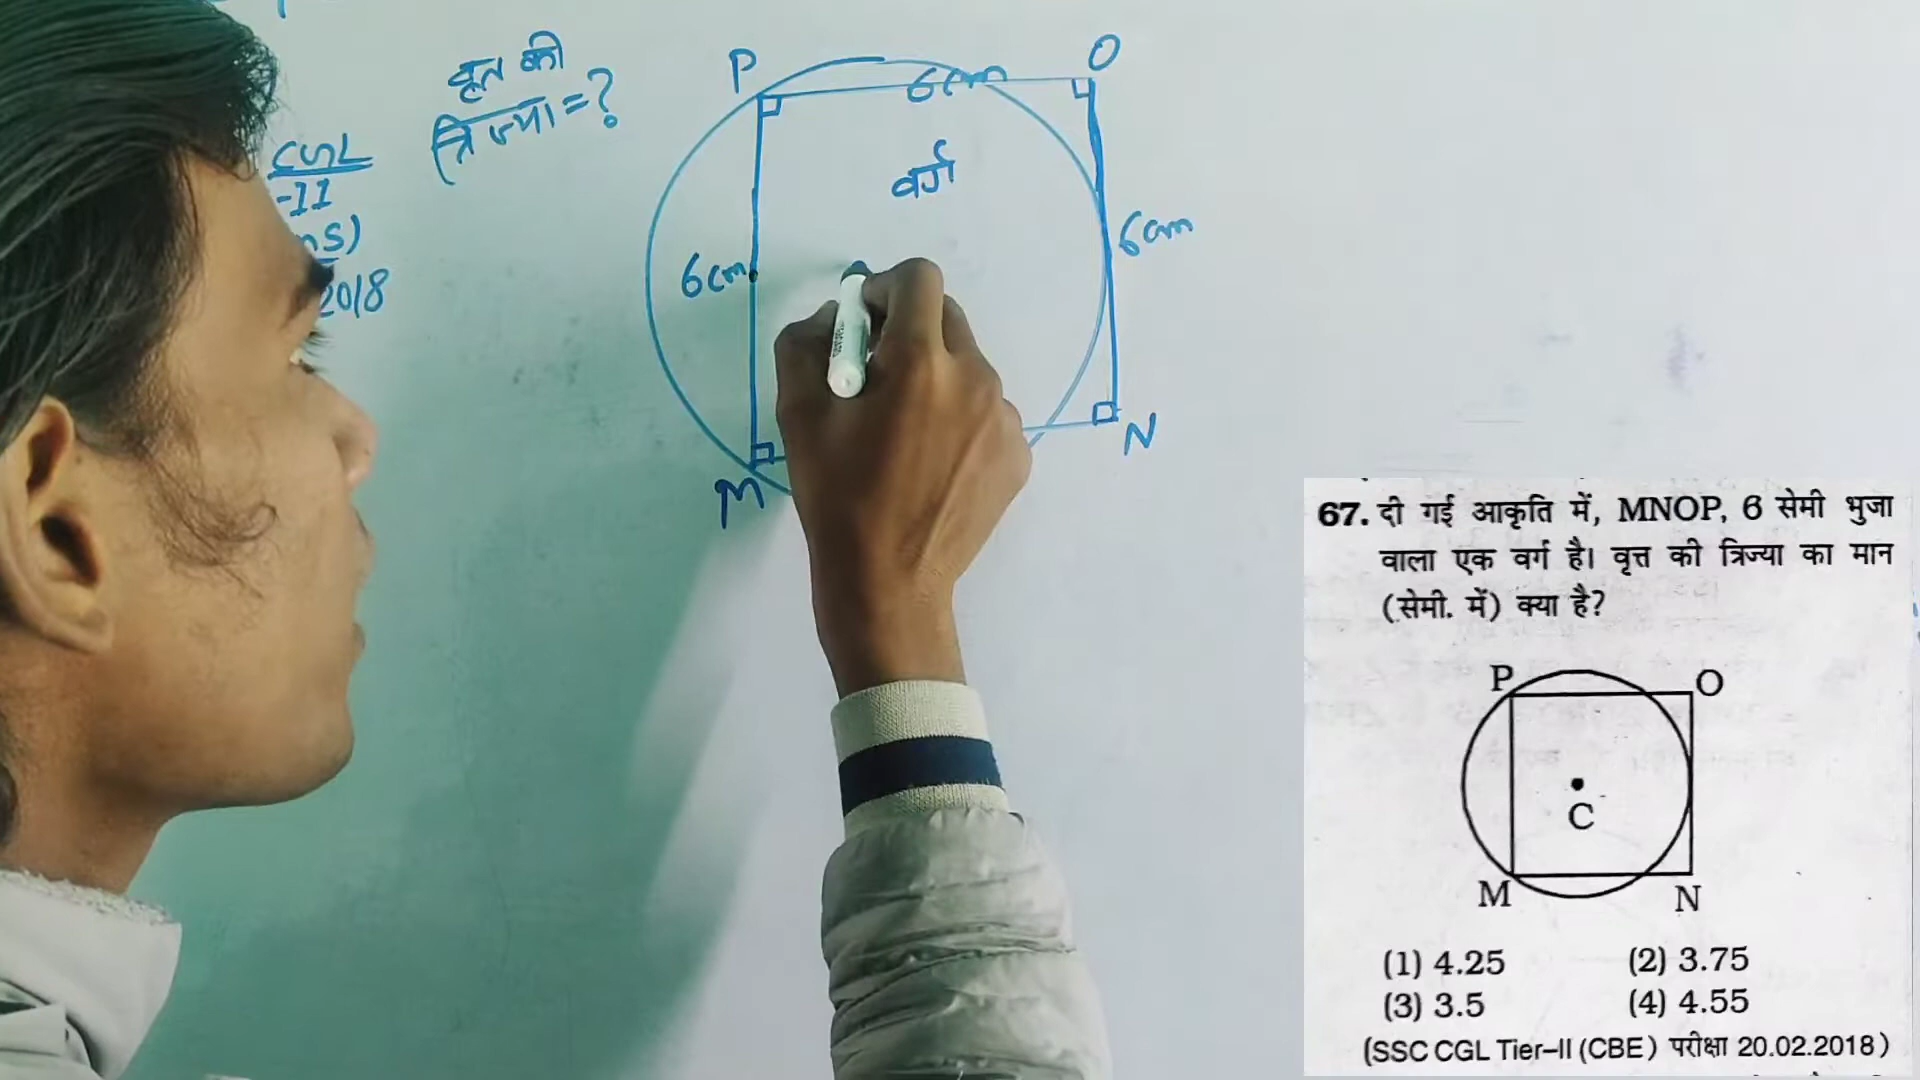 वृत की
त्रिज्या=?
CGL
-11
2018
P
O
6cm
वर्ग
6cm
6cm
M
N
67. दी गई आकृति में, MNOP, 6 सेमी भुजा
वाला एक वर्ग है। वृत्त की त्रिज्या का मान
(सेमी. में) क्या है?
P
O
C
M
N
(1) 4.25 (2) 3.75
(3) 3.5 (4) 4.55
(SSC CGL Tier–II (CBE) परीक्षा 20.02.2018)